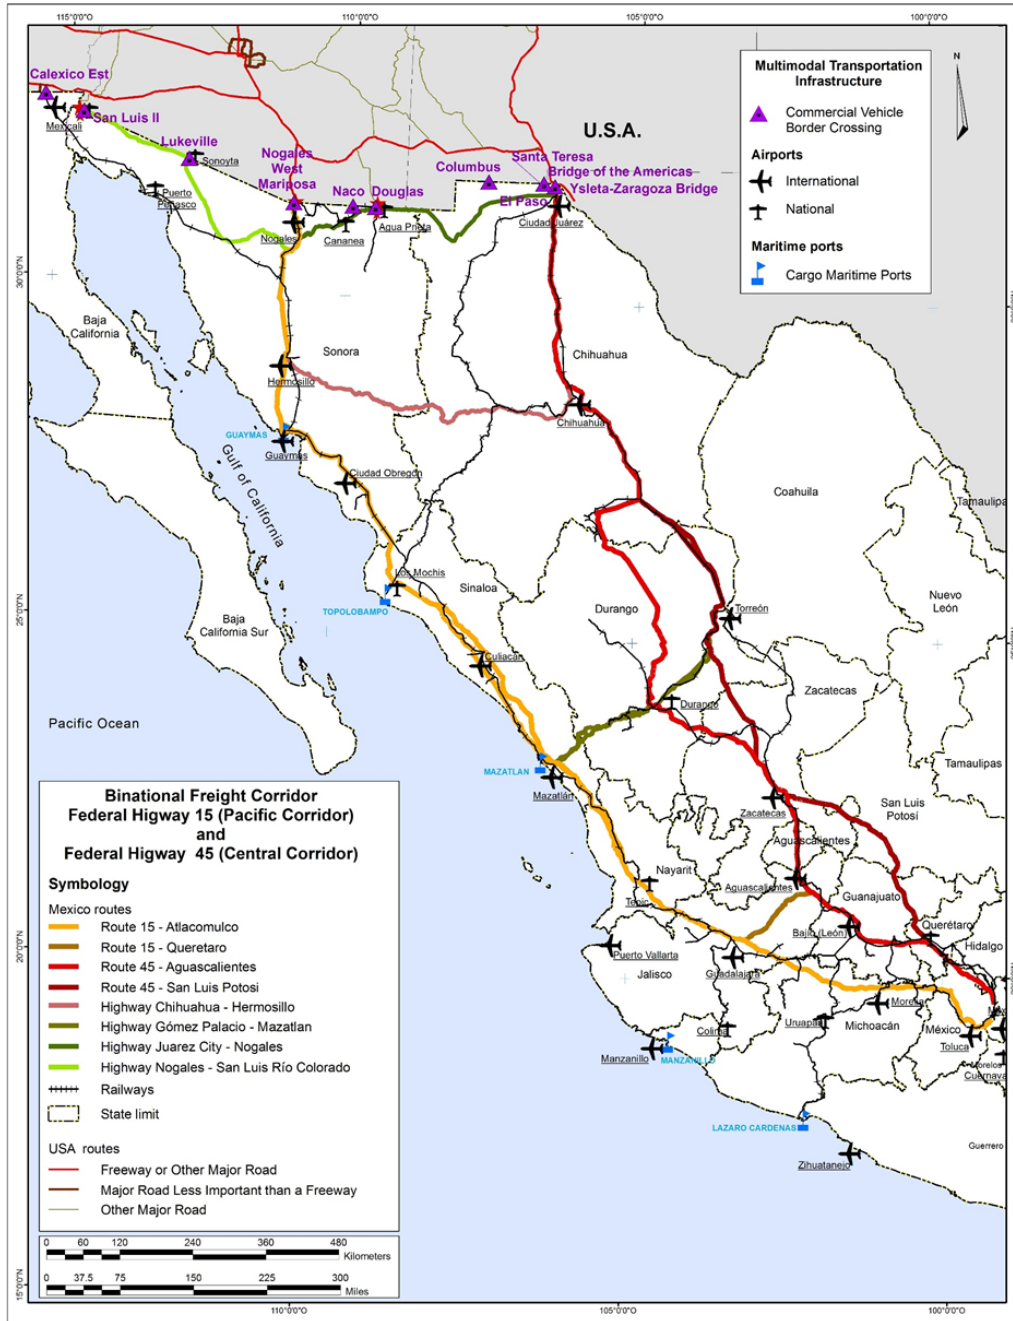 115°0'0"O
110°0'0"O
105°0'0"O
100°0'0"O
Multimodal Transportation
Infrastructure
Commercial Vehicle
Border Crossing
Airports
International
National
Maritime ports
Cargo Maritime Ports
N
U.S.A.
Calexico Est
Mexicali
San Luis II
Lukeville
Sonoyta
Puerto
Peñasco
Nogales
West
Mariposa
Nogales
Naco
Douglas
Cananea
Agua Prieta
Columbus
Santa Teresa
Bridge of the Americas
Ysleta-Zaragoza Bridge
El Paso
Ciudad Juárez
30°0'0"N
Baja
California
Sonora
Chihuahua
Hermosillo
Chihuahua
GUAYMAS
Guaymas
Gulf of California
Ciudad Obregón
Coahuila
Tamaulipa
Los Mochis
Sinaloa
25°0'0"N
TOPOLOBAMPO
Durango
Torreón
Nuevo
León
Baja
California Sur
Culiacán
Zacatecas
Durango
Pacific Ocean
MAZATLAN
Mazatlán
Tamaulipas
San Luis
Potosí
Zacatecas
Aguascalientes
Nayarit
Tepic
Aguascalientes
Guanajuato
Bajío (León)
Querétaro
Hidalgo
20°0'0"N
Puerto Vallarta
Jalisco
Guadalajara
Morelia
Colima
Uruapan
Michoacán
México
Toluca
Morelos
Cuernava
Manzanillo
MANZANILLO
LAZARO CARDENAS
Zihuatanejo
Guerrero
Binational Freight Corridor
Federal Higway 15 (Pacific Corridor)
and
Federal Higway 45 (Central Corridor)
Symbology
Mexico routes
Route 15 - Atlacomulco
Route 15 - Queretaro
Route 45 - Aguascalientes
Route 45 - San Luis Potosi
Highway Chihuahua - Hermosillo
Highway Gómez Palacio - Mazatlan
Highway Juarez City - Nogales
Highway Nogales - San Luis Río Colorado
Railways
State limit
USA routes
Freeway or Other Major Road
Major Road Less Important than a Freeway
Other Major Road
0 60 120 240 360 480
Kilometers
0 37.5 75 150 225 300
Miles
15°0'0"N
110°0'0"O
105°0'0"O
100°0'0"O